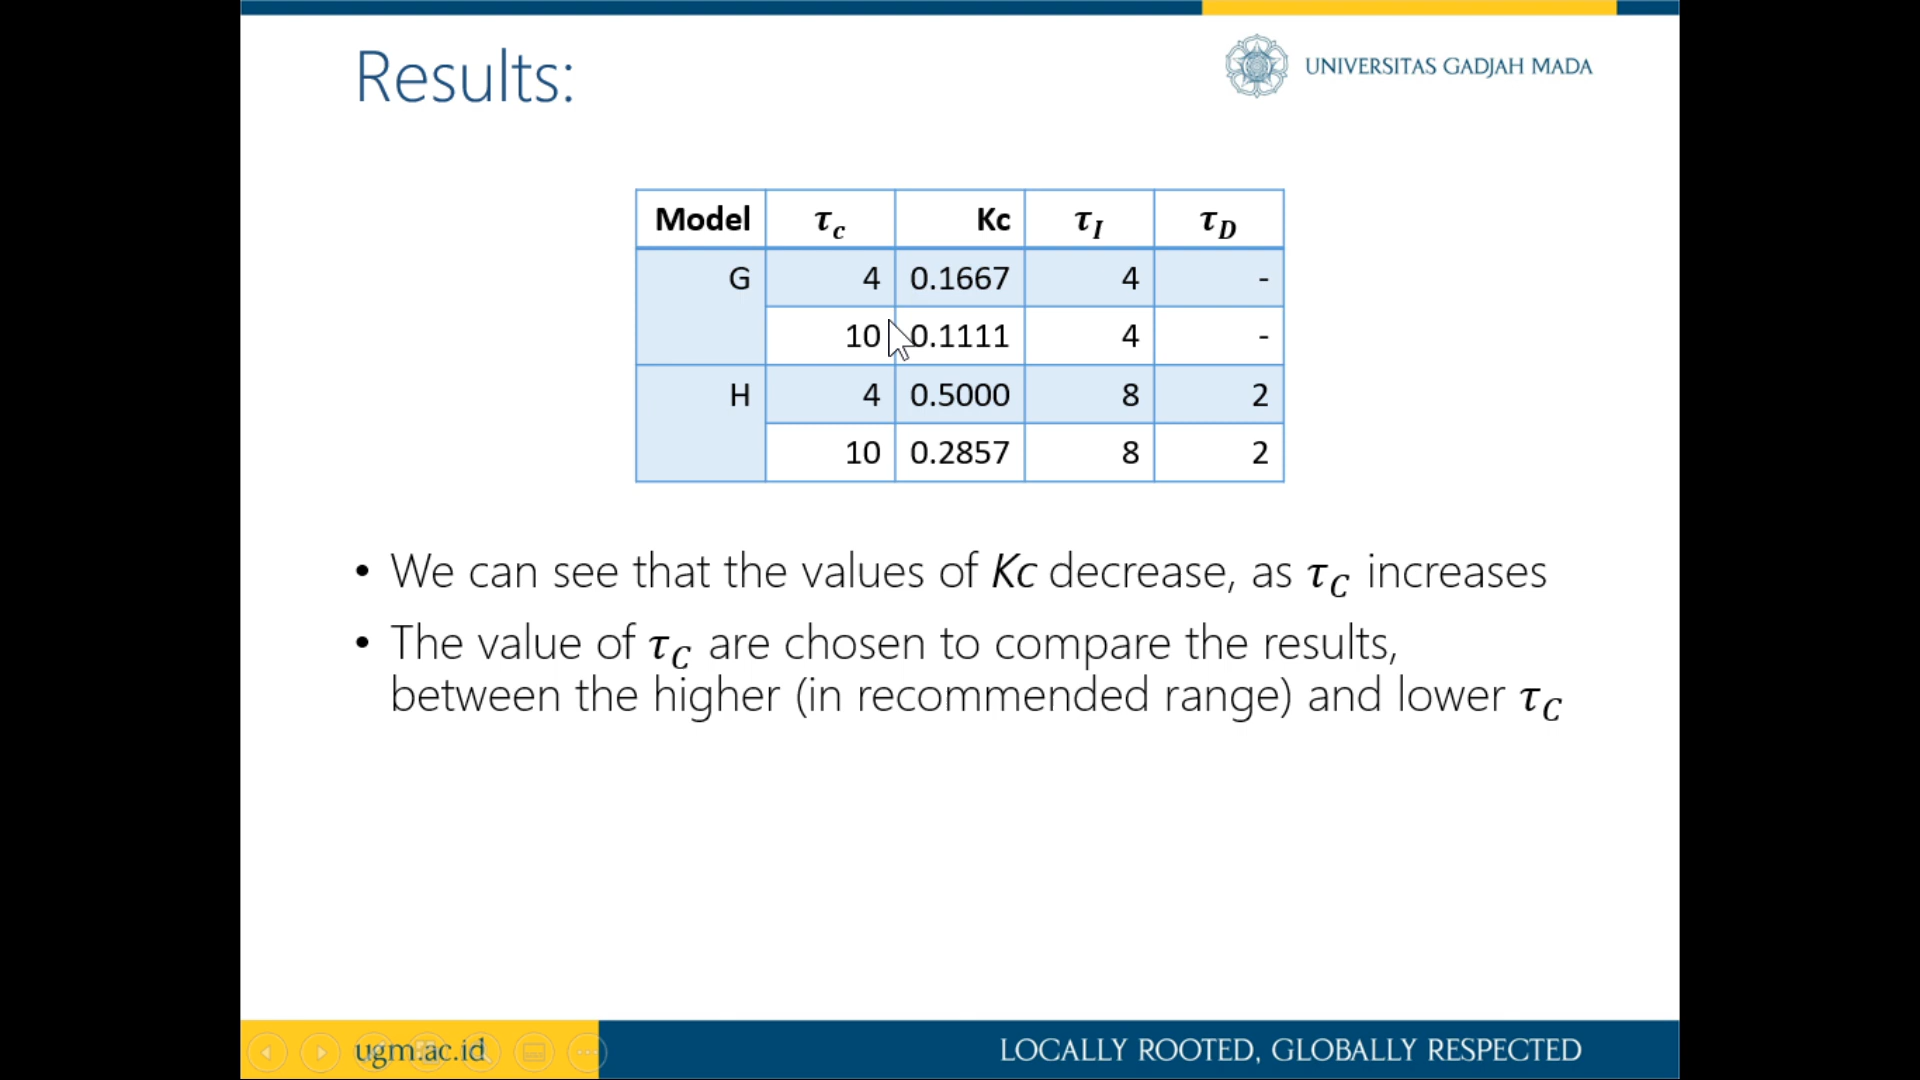 Results:
UNIVERSITAS GADJAH MADA
Model τc Kc τI τD
G 4 0.1667 4 -
10 0.1111 4 -
H 4 0.5000 8 2
10 0.2857 8 2
• We can see that the values of Kc decrease, as τC increases
• The value of τC are chosen to compare the results,
between the higher (in recommended range) and lower τC
ugm.ac.id
LOCALLY ROOTED, GLOBALLY RESPECTED